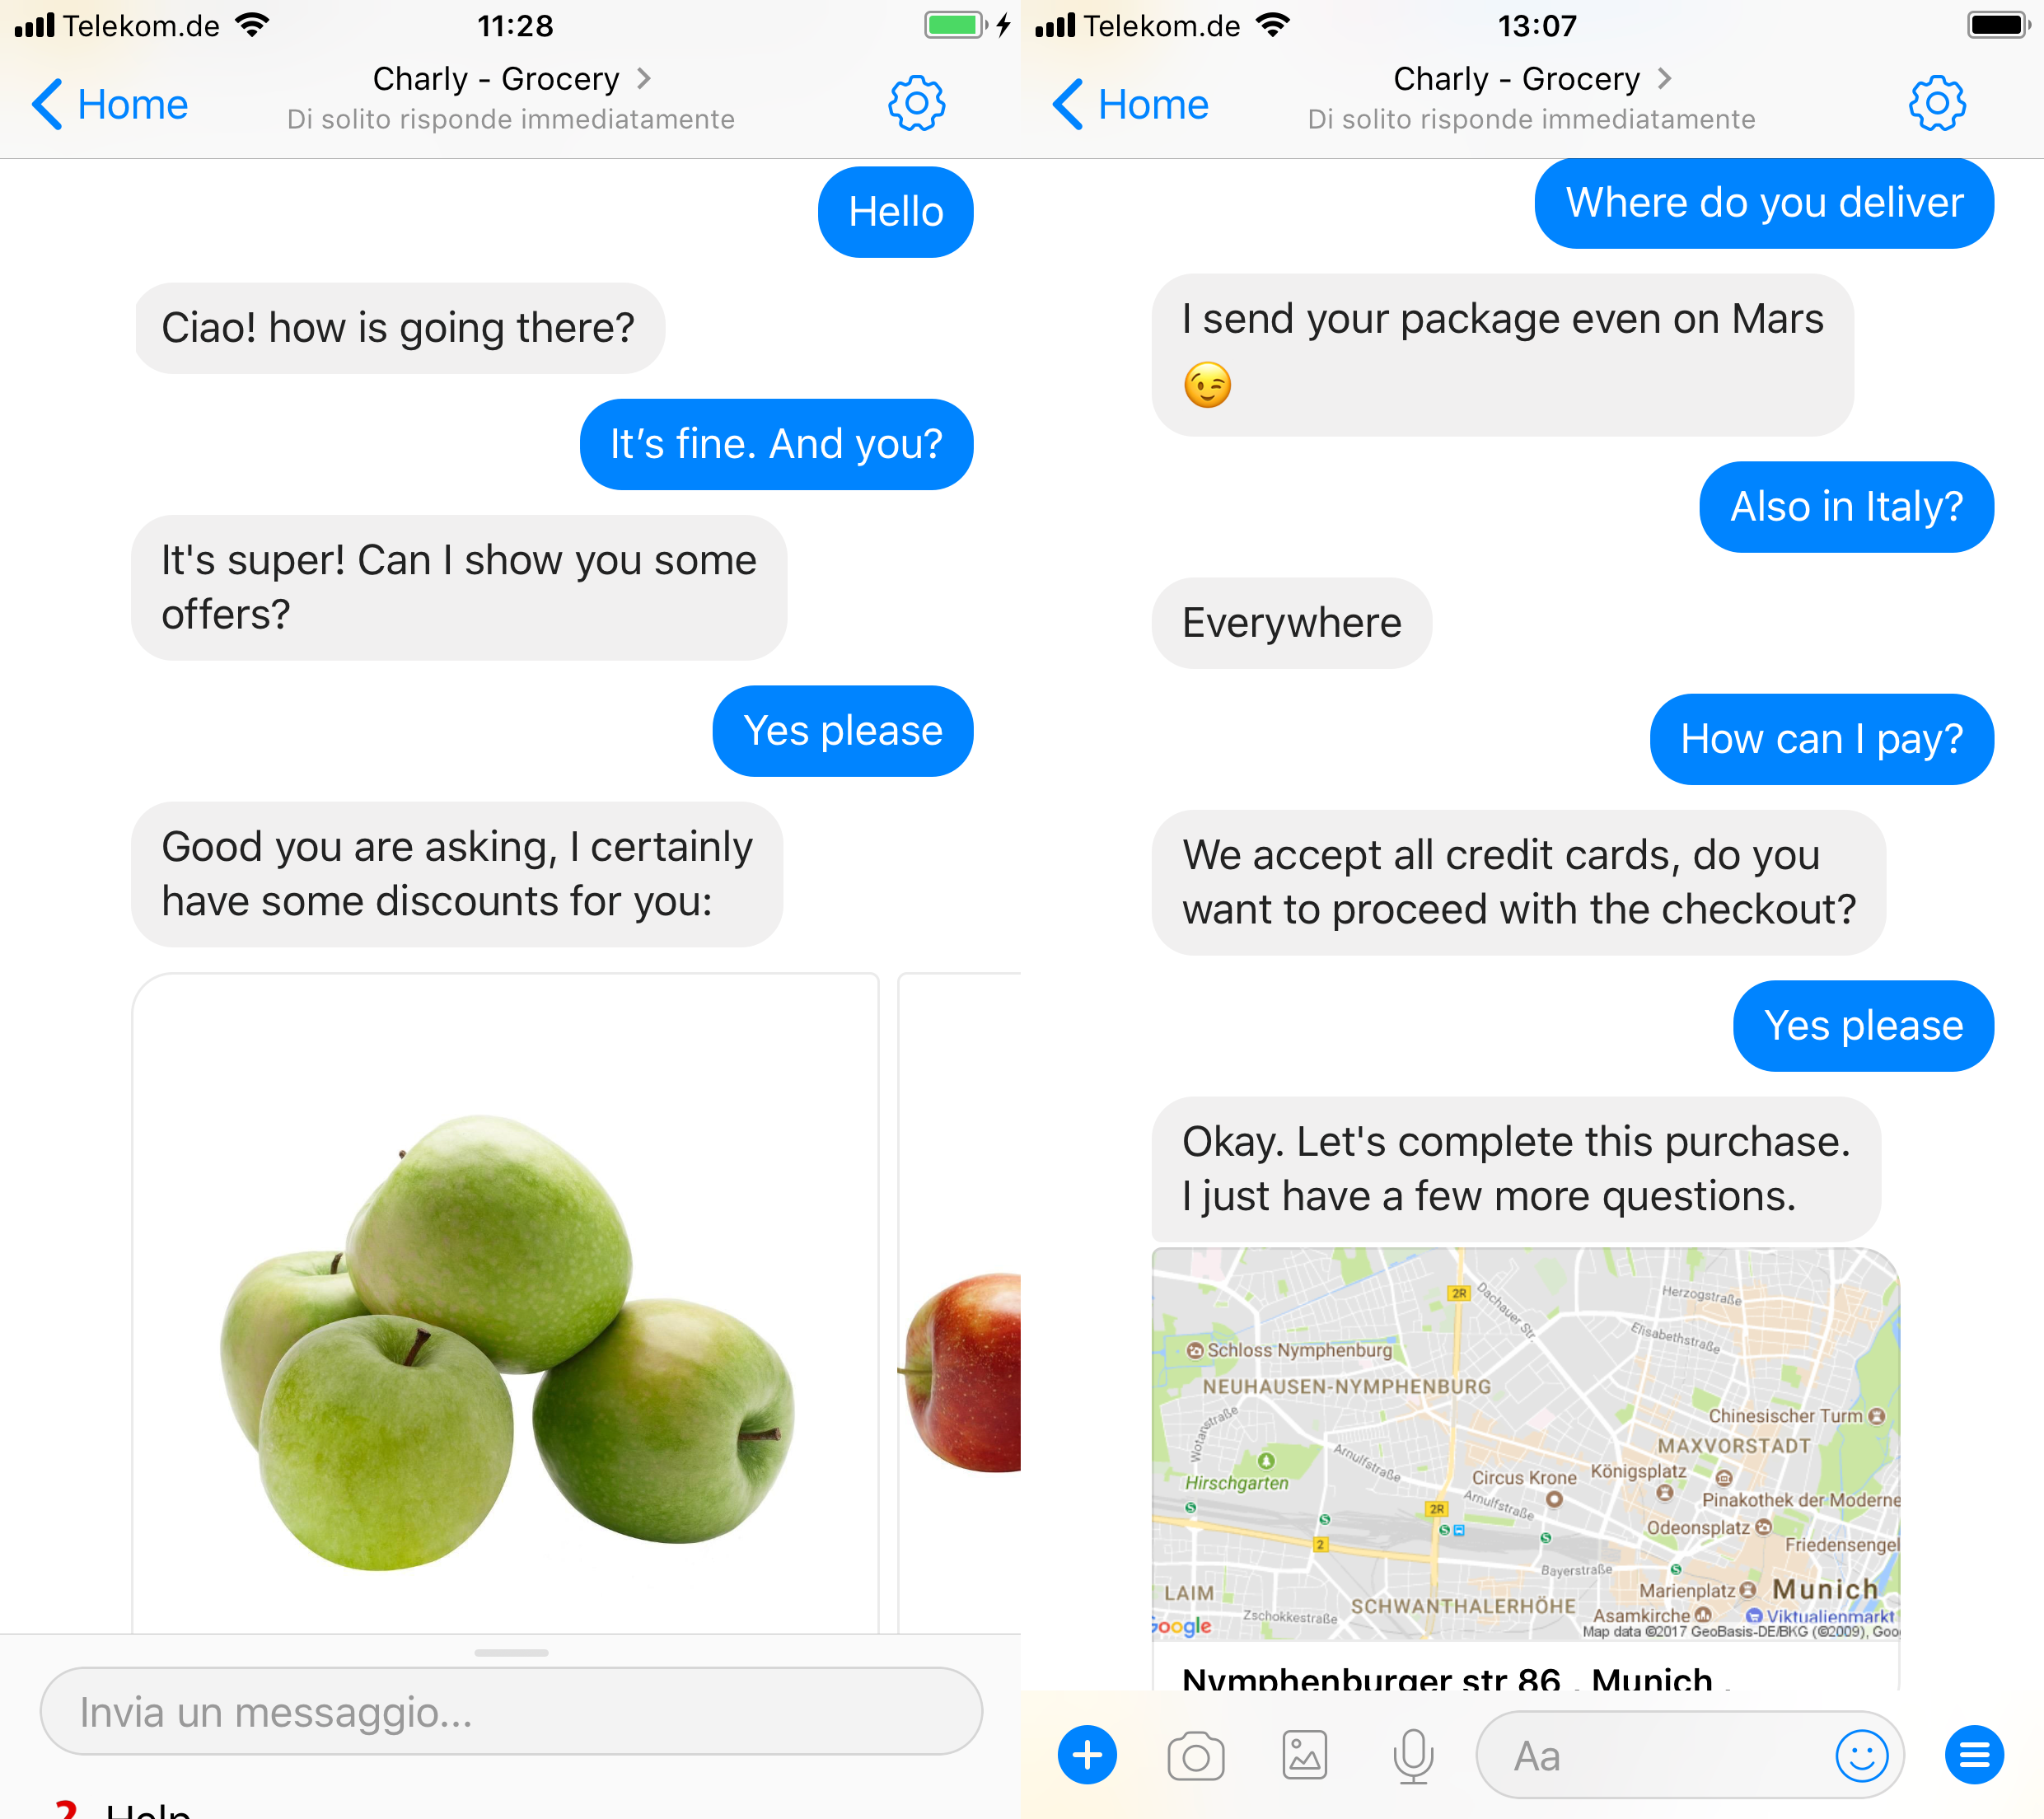 Telekom.de
11:28
Home
Charly - Grocery
Di solito risponde immediatamente
Hello
Ciao! how is going there?
It’s fine. And you?
It's super! Can I show you some
offers?
Yes please
Good you are asking, I certainly
have some discounts for you:
Invia un messaggio...
? Help
Telekom.de
13:07
Home
Charly - Grocery
Di solito risponde immediatamente
Where do you deliver
I send your package even on Mars
😉
Also in Italy?
Everywhere
How can I pay?
We accept all credit cards, do you
want to proceed with the checkout?
Yes please
Okay. Let's complete this purchase.
I just have a few more questions.
2R
Dachauer Str.
Herzogstraße
Elisabethstraße
Schloss Nymphenburg
NEUHAUSEN-NYMPHENBURG
Wotanstraße
Chinesischer Turm
MAXVORSTADT
Arnulfstraße
Hirschgarten
Circus Krone
Königsplatz
Arnulfstraße
Pinakothek der Moderne
2R
S
S
S
S
S
Odeonsplatz
2
Friedensengel
Bayerstraße
LAIM
Marienplatz
Munich
SCHWANTHALERHÖHE
Zschokkestraße
Asamkirche
Viktualienmarkt
Google
Map data ©2017 GeoBasis-DE/BKG (©2009), Goo
Nymphenburger str 86 , Munich ,
Aa